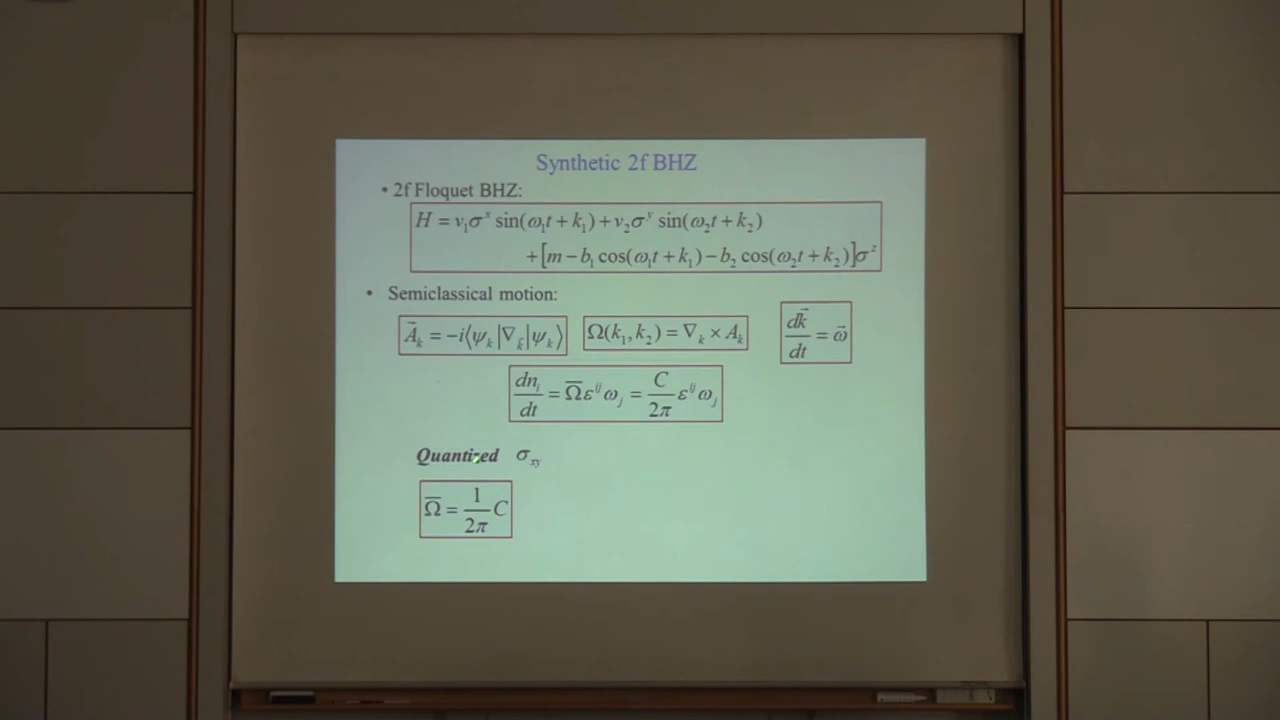 Synthetic 2f BHZ
• 2f Floquet BHZ:
H = v₁σˣ sin(ω₁t + k₁) + v₂σʸ sin(ω₂t + k₂)
+ [m − b₁ cos(ω₁t + k₁) − b₂ cos(ω₂t + k₂)]σᶻ
• Semiclassical motion:
A⃗ₖ = −i⟨ψₖ|∇ₖ⃗|ψₖ⟩ Ω(k₁, k₂) = ∇ₖ × Aₖ dk⃗/dt = ω⃗
dnᵢ/dt = Ω̅εⁱʲωⱼ = C/2π εⁱʲωⱼ
Quantized σxy
Ω̅ = 1/2π C